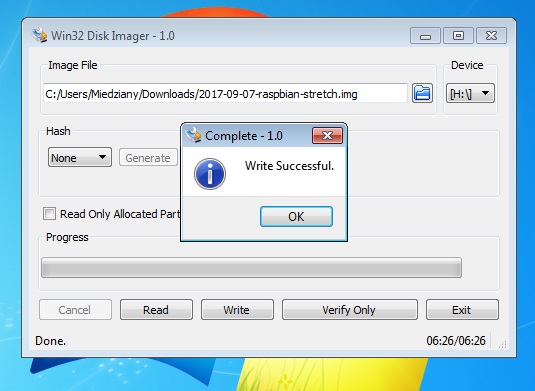 Win32 Disk Imager - 1.0
Image File
Device
C:/Users/Miedziany/Downloads/2017-09-07-raspbian-stretch.img
[H:\]
Hash
None
Generate
Complete - 1.0
Write Successful.
OK
Read Only Allocated Part
Progress
Cancel
Read
Write
Verify Only
Exit
Done.
06:26/06:26